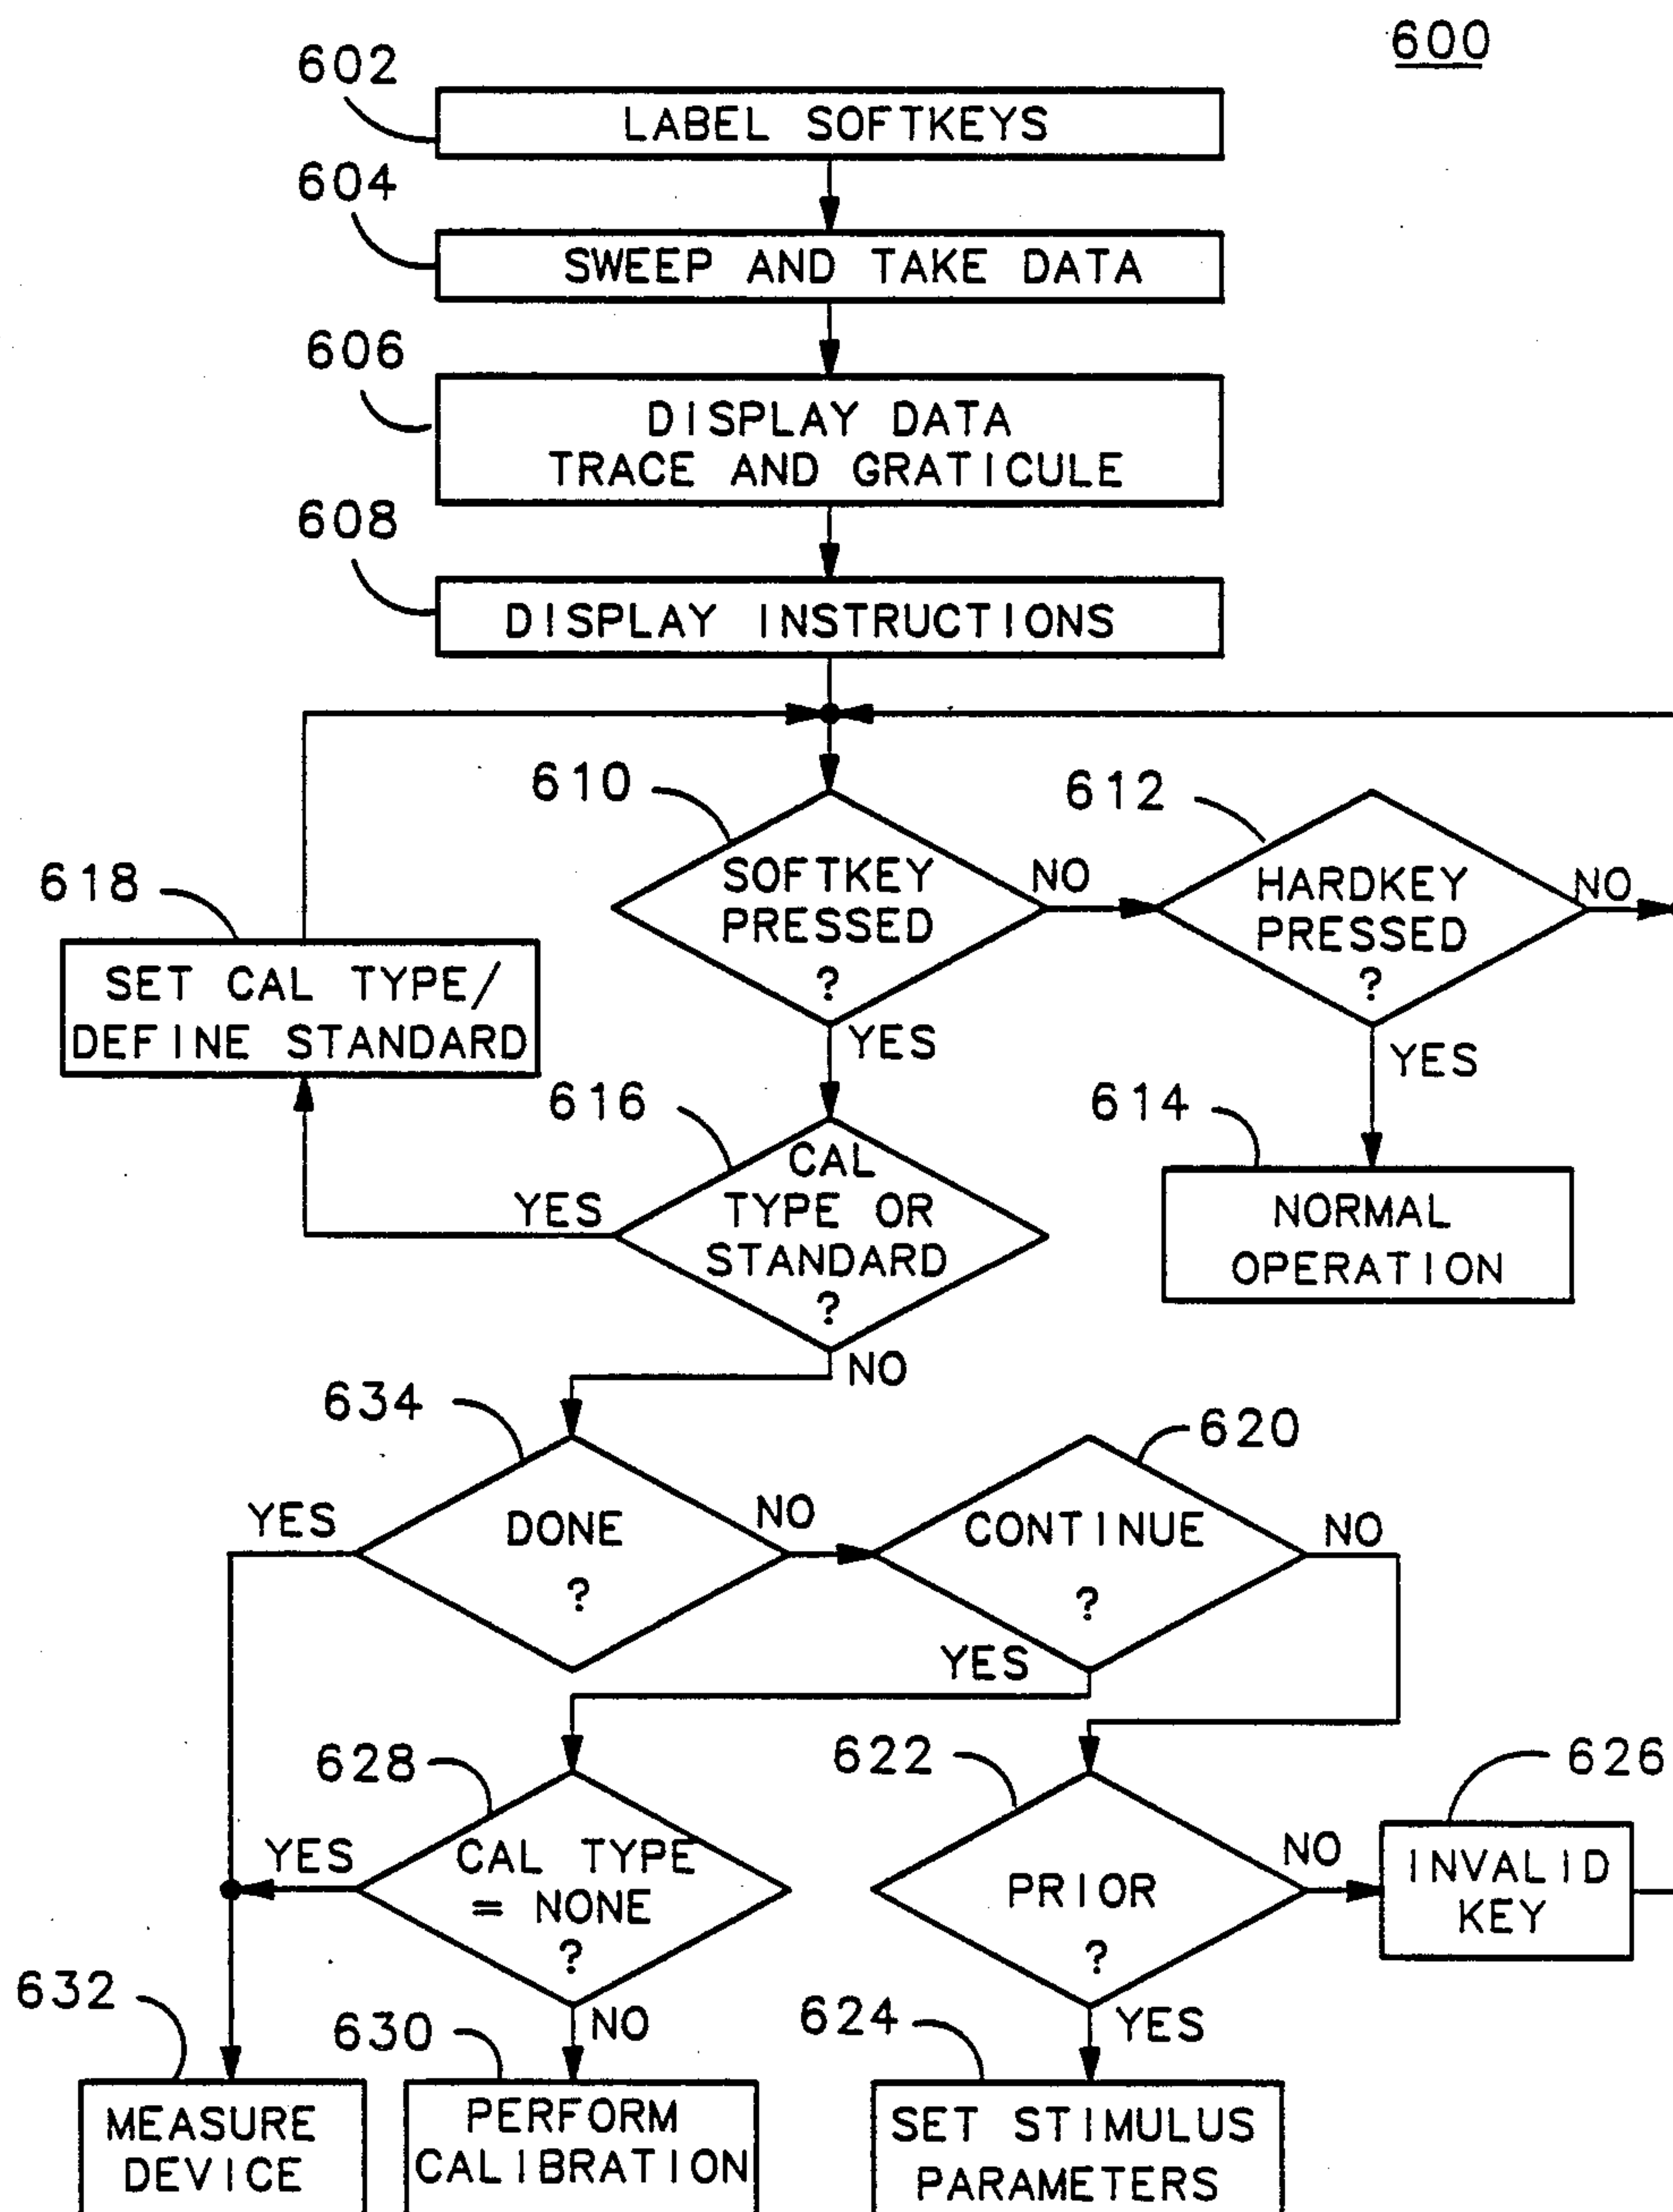 600
602
LABEL SOFTKEYS
604
SWEEP AND TAKE DATA
606
DISPLAY DATA
TRACE AND GRATICULE
608
DISPLAY INSTRUCTIONS
610
SOFTKEY
PRESSED
?
NO
YES
612
HARDKEY
PRESSED
?
NO
YES
618
SET CAL TYPE/
DEFINE STANDARD
616
CAL
TYPE OR
STANDARD
?
YES
NO
614
NORMAL
OPERATION
634
DONE
?
YES
NO
620
CONTINUE
?
NO
YES
628
CAL TYPE
= NONE
?
YES
NO
622
PRIOR
?
NO
YES
626
INVALID
KEY
632
MEASURE
DEVICE
630
PERFORM
CALIBRATION
624
SET STIMULUS
PARAMETERS